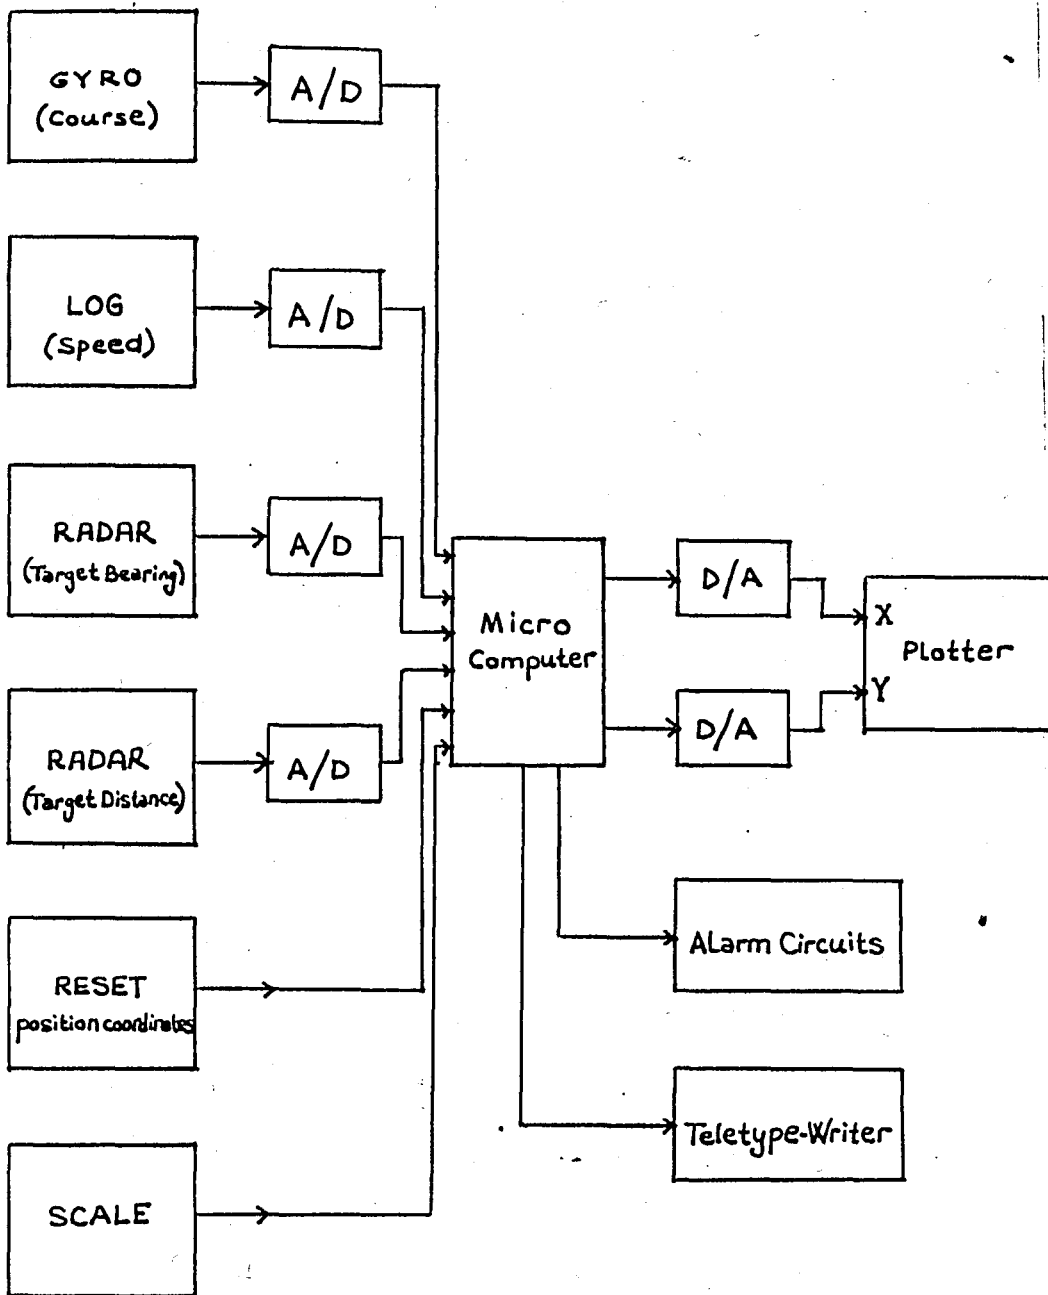 GYRO
(Course)
A/D
LOG
(Speed)
A/D
RADAR
(Target Bearing)
A/D
RADAR
(Target Distance)
A/D
RESET
position coordinates
SCALE
Micro
Computer
D/A
D/A
X
Plotter
Y
ALarm Circuits
Teletype-Writer